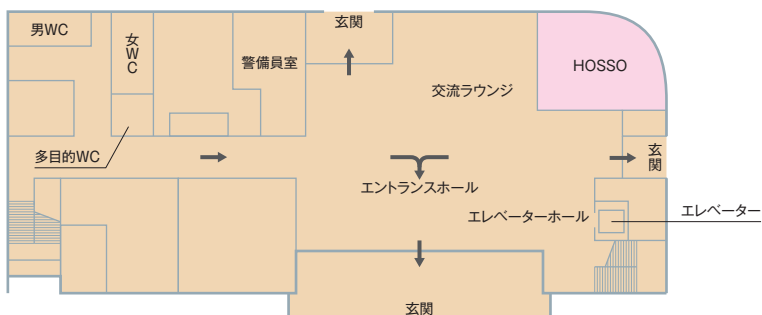 男WC
女WC
警備員室
玄関
交流ラウンジ
HOSSO
多目的WC
玄関
エントランスホール
エレベーターホール
エレベーター
玄関